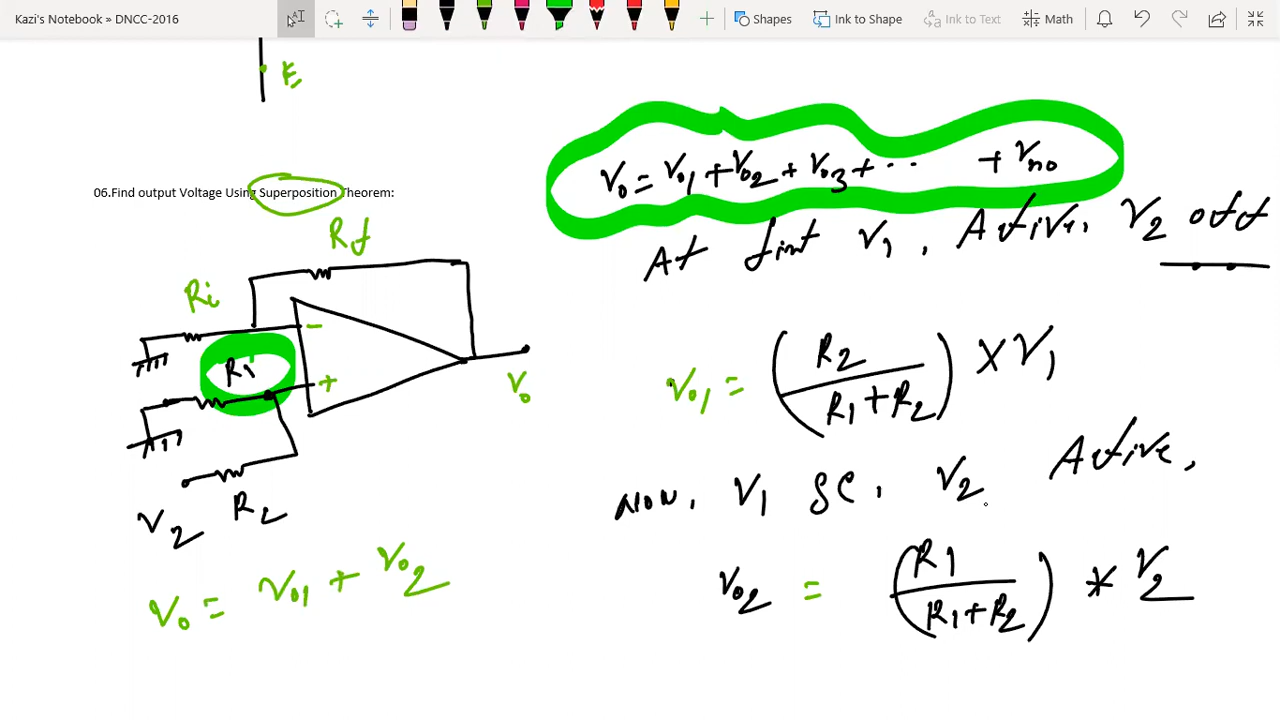 Kazi's Notebook » DNCC-2016
Shapes
Ink to Shape
Ink to Text
Math
E
06.Find output Voltage Using Superposition Theorem:
V₀ = V₀₁ + V₀₂ + V₀₃ + ... + Vₙ₀
At first V₁, Active, V₂ off
Rf
Ri
R₁
−
+
V₀
R₂
V₂
V₀₁ = (R₂ / (R₁ + R₂)) × V₁
now, V₁ SC, V₂ Active,
V₀₂ = (R₁ / (R₁ + R₂)) * V₂
V₀ = V₀₁ + V₀₂